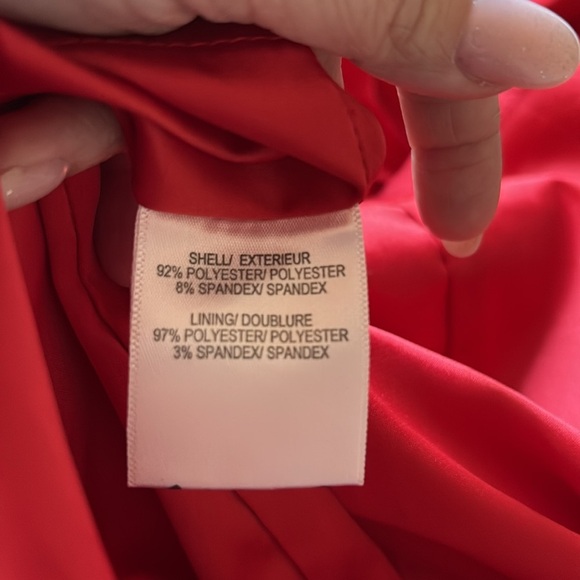 SHELL/ EXTERIEUR
92% POLYESTER/ POLYESTER
8% SPANDEX/ SPANDEX
LINING/ DOUBLURE
97% POLYESTER/ POLYESTER
3% SPANDEX/ SPANDEX